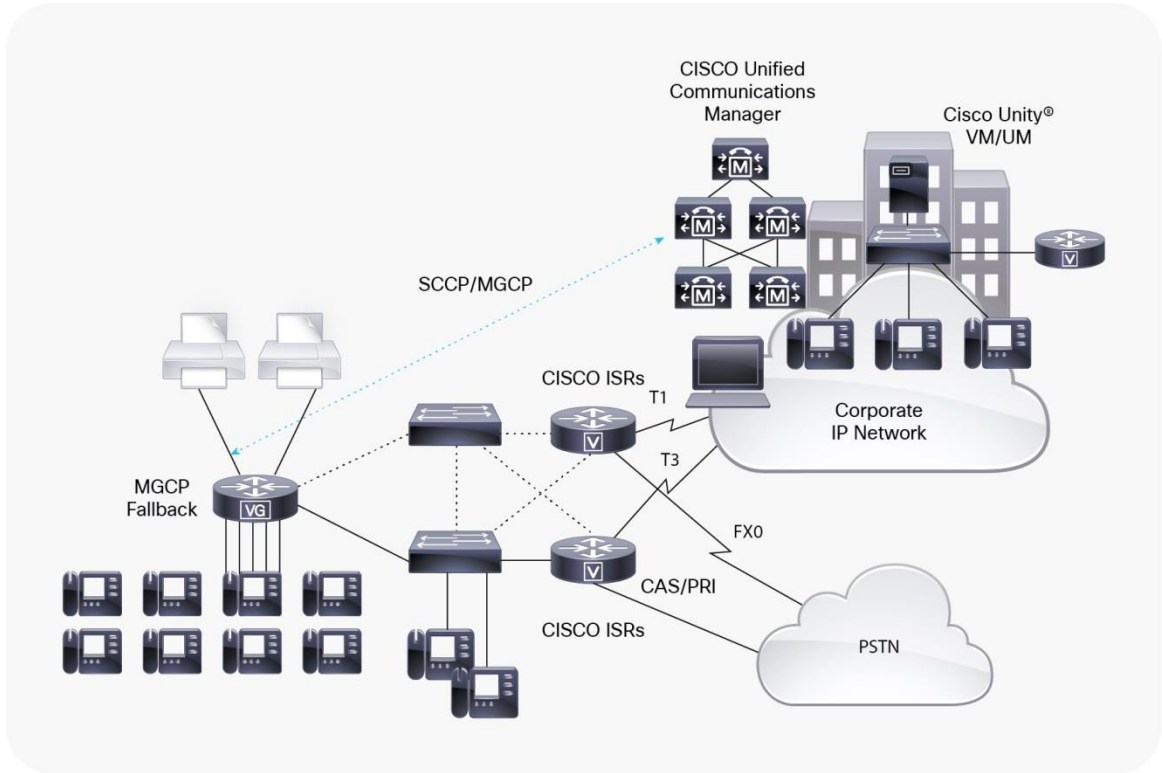 CISCO Unified
Communications
Manager
Cisco Unity®
VM/UM
M
M
M
M
M
V
SCCP/MGCP
CISCO ISRs
T1
V
Corporate
IP Network
T3
MGCP
Fallback
VG
FX0
V
CAS/PRI
CISCO ISRs
PSTN